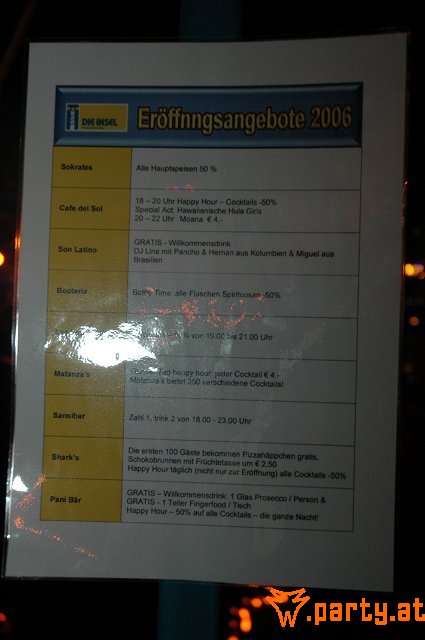 DIE INSEL
Eröffnngsangebote 2006
Sokrates
Alle Hauptspeisen 50 %
Cafe del Sol
18 – 20 Uhr Happy Hour – Cocktails -50%
Special Act: Hawaiianische Hula Girls
20 – 22 Uhr Moana € 4,-
Son Latino
GRATIS - Willkommensdrink
DJ Line mit Pancho & Hernan aus Kolumbien & Miguel aus
Brasilien
Booteria
Bottle Time: alle Flaschen Spirituosen -50%
% von 19.00 bis 21.00 Uhr
Matanza's
happy hour: jeder Cocktail € 4,-
Matanza's bietet 350 verschiedene Cocktails!
Sansibar
Zahl 1, trink 2 von 18.00 - 23.00 Uhr
Shark's
Die ersten 100 Gäste bekommen Pizzahäppchen gratis,
Schokobrunnen mit Früchtetasse um € 2,50
Happy Hour täglich (nicht nur zur Eröffnung) alle Cocktails -50%
Pani Bär
GRATIS – Willkommensdrink: 1 Glas Prosecco / Person &
GRATIS - 1 Teller Fingerfood / Tisch
Happy Hour – 50% auf alle Cocktails – die ganze Nacht!
.party.at